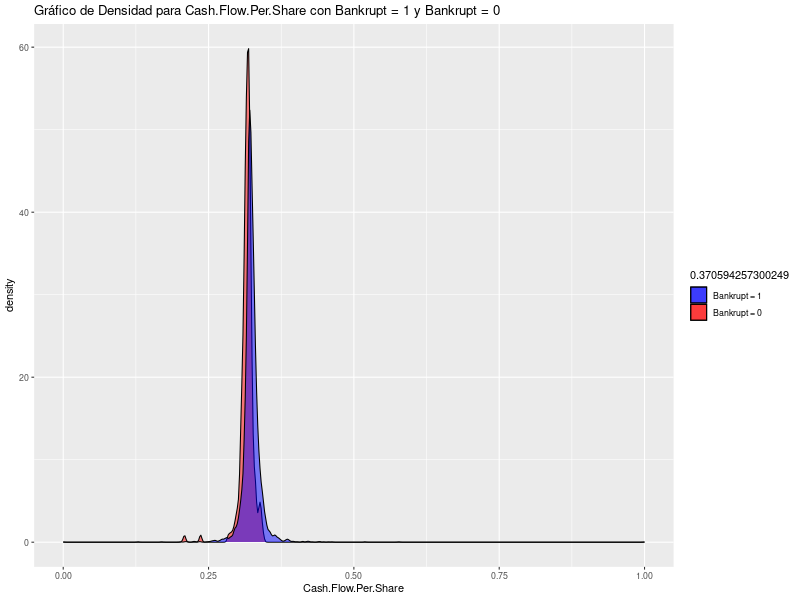 Gráfico de Densidad para Cash.Flow.Per.Share con Bankrupt = 1 y Bankrupt = 0
60
40
20
0
density
0.00
0.25
0.50
0.75
1.00
Cash.Flow.Per.Share
0.370594257300249
Bankrupt = 1
Bankrupt = 0